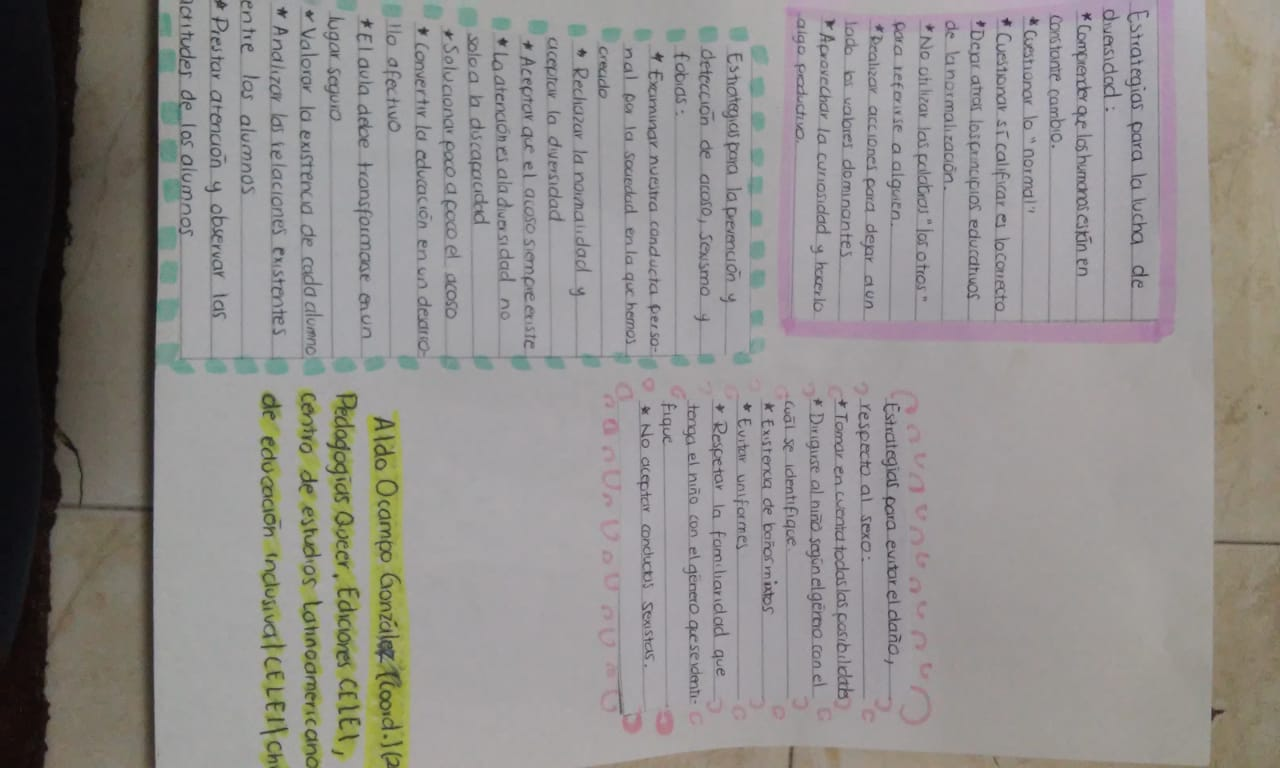 Estrategias para la lucha de
diversidad:
* Comprender que los humanos están en
constante cambio.
* Cuestionar lo "normal"
* Cuestionar sí calificar es lo correcto
* Dejar atrás los principios educativos
de la normalización.
* No utilizar las palabras "los otros"
para referirse a alguien.
* Realizar acciones para dejar a un
lado los valores dominantes
* Aprovechar la curiosidad y hacerlo
algo productivo.
Estrategias para la prevención y
detección de acoso, sexismo y
fobias:
* Examinar nuestra conducta perso-
nal por la sociedad en la que hemos
crecido
* Rechazar la normalidad y
aceptar la diversidad
* Aceptar que el acoso siempre existe
* La atención es a la diversidad no
solo a la discapacidad
* Solucionar poco a poco el acoso
* Convertir la educación en un desarro-
llo afectivo
* El aula debe transformarse en un
lugar seguro
* Valorar la existencia de cada alumno
* Analizar las relaciones existentes
entre los alumnos
* Prestar atención y observar las
actitudes de los alumnos
Estrategias para evitar el daño,
respecto al sexo:
* Tomar en cuenta todas las posibilidades
* Dirigirse al niño según el género con el
cuál se identifique.
* Existencia de baños mixtos
* Evitar uniformes
* Respetar la familiaridad que
tenga el niño con el género que se identi-
fique
* No aceptar conductas sexistas.
Aldo Ocampo González (Coord.) (2
Pedagogías Queer, Ediciones CELEI,
centro de estudios Latinoamericano
de educación inclusiva (CELEI) Ch